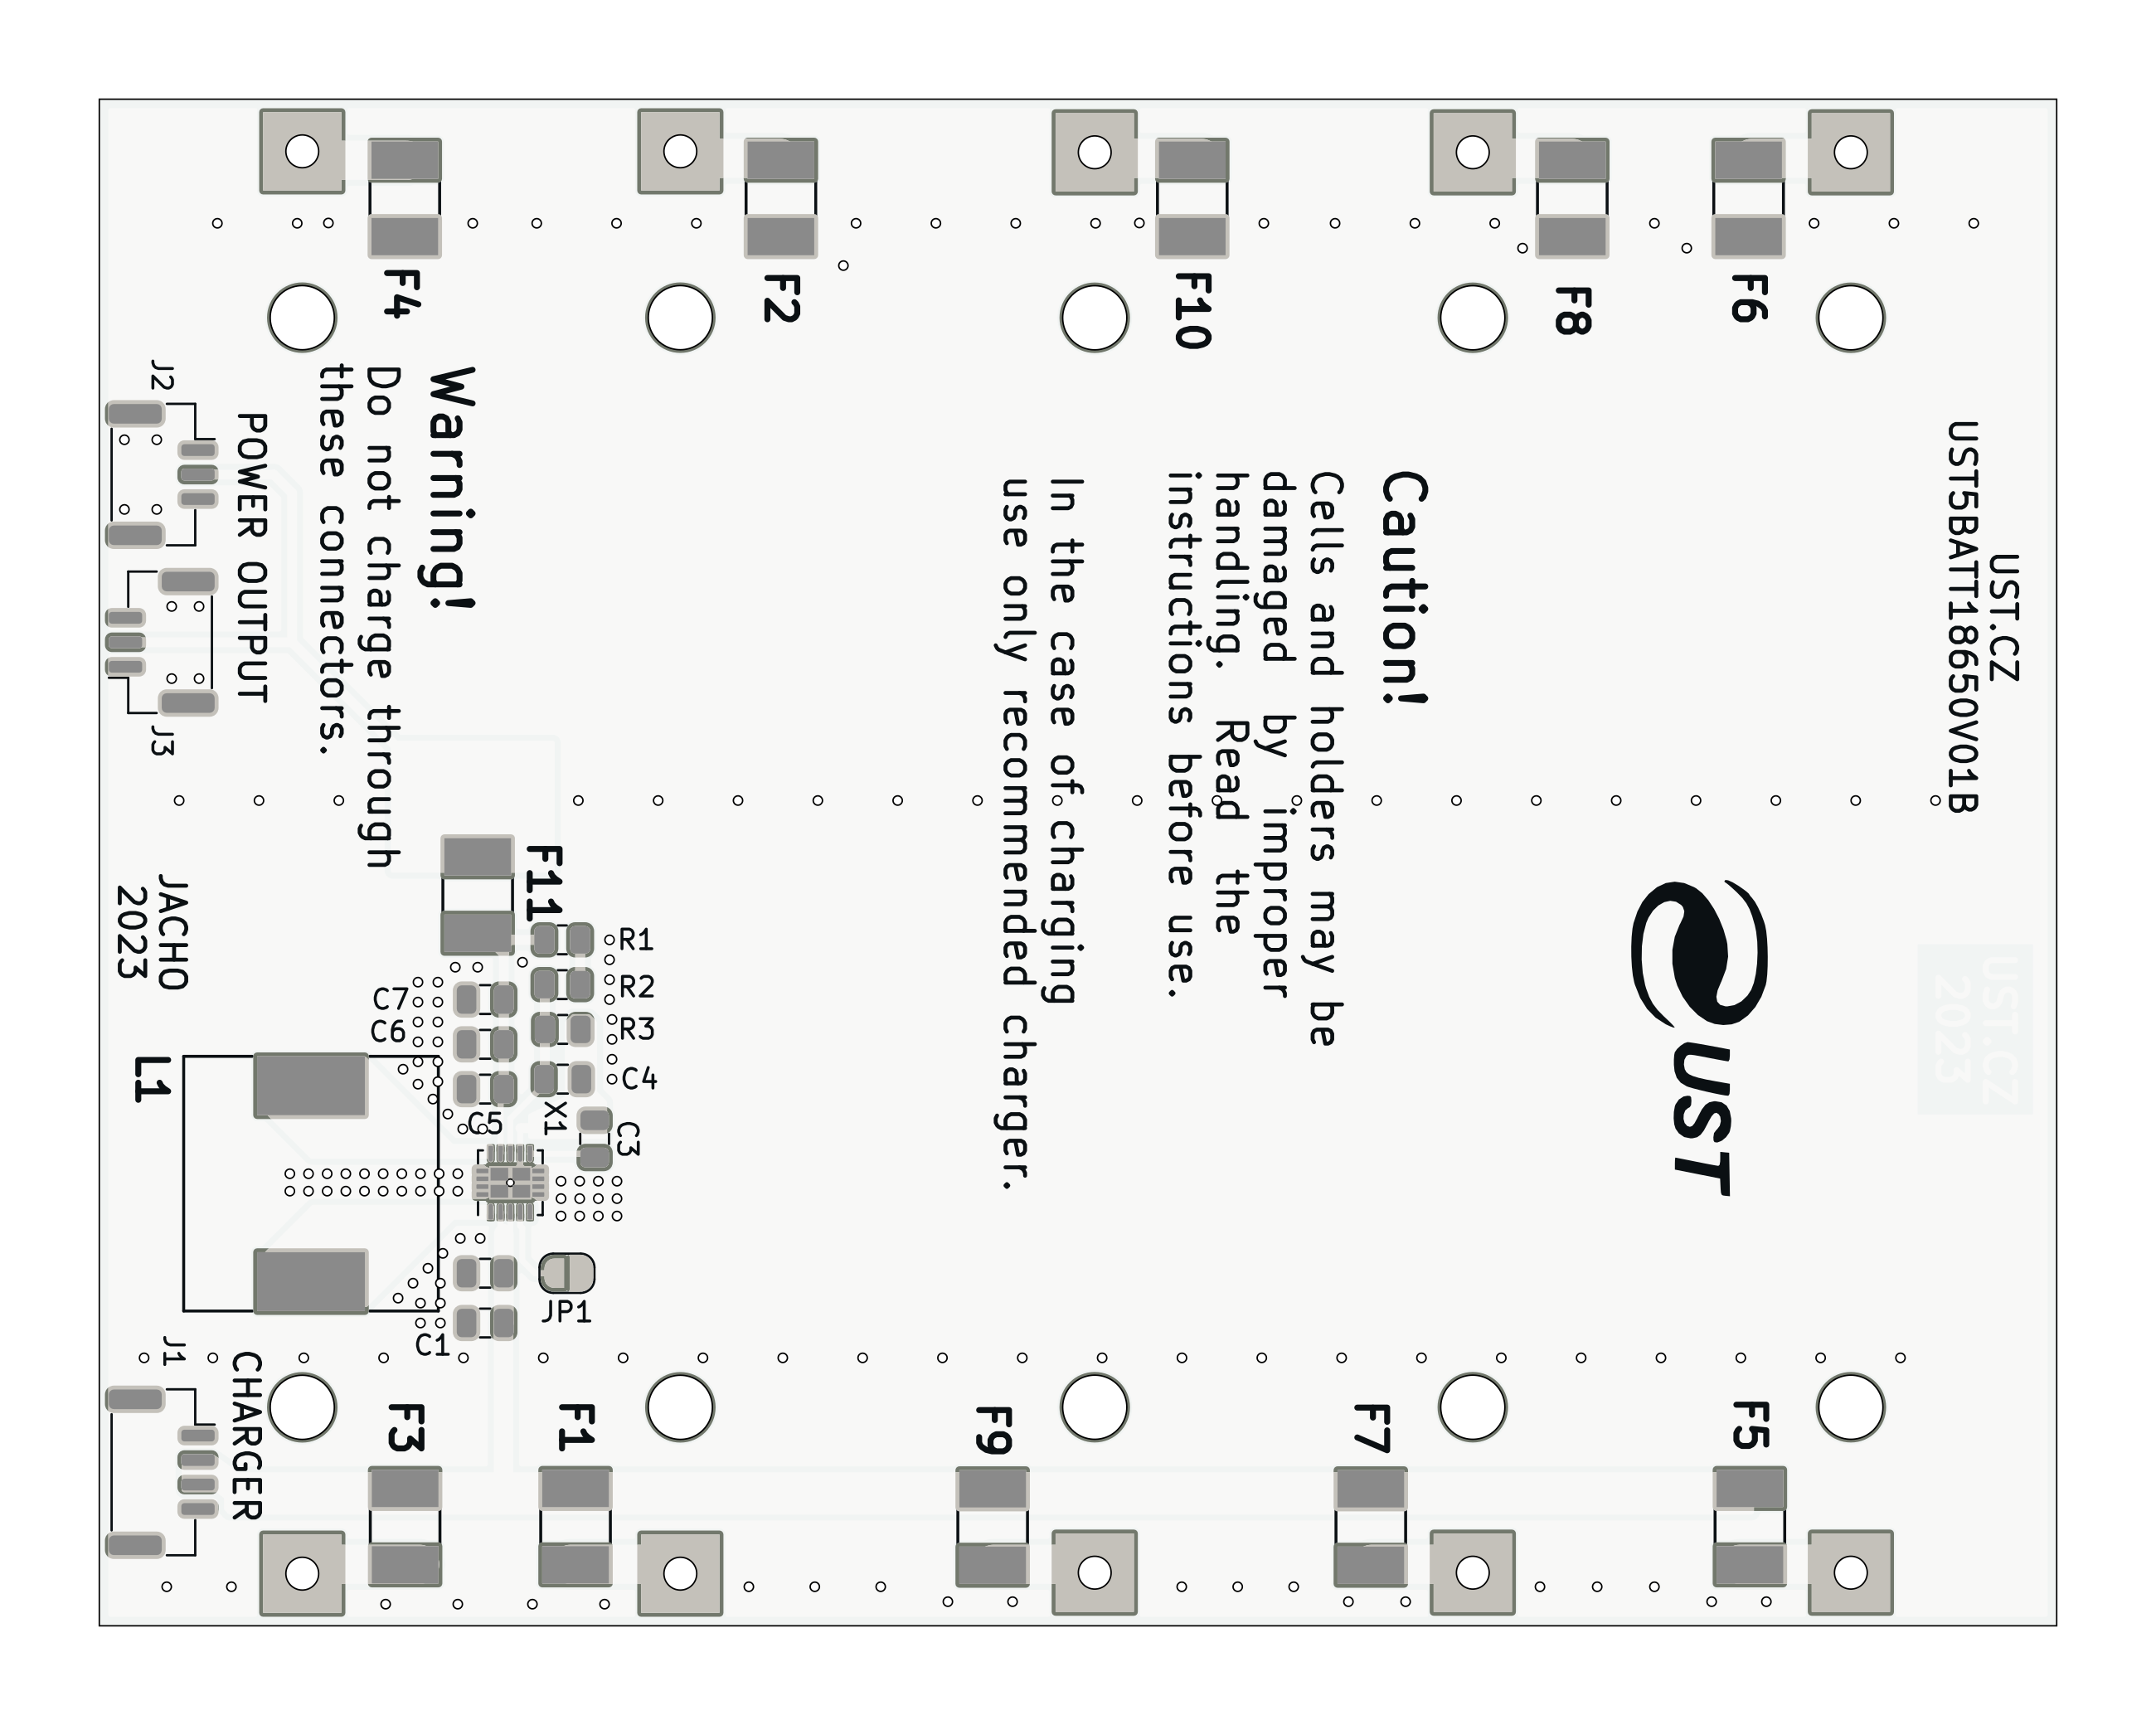 F4
F2
F10
F8
F6
J2
POWER OUTPUT
J3
Warning!
Do not charge through
these connectors.
Caution!
Cells and holders may be
damaged by improper
handling. Read the
instructions before use.
In the case of charging
use only recommended charger.
UST.CZ
UST5BATT18650V01B
JACHO
2023
F11
R1
R2
R3
C4
C7
C6
C5
X1
C3
L1
JP1
C1
UST
UST.CZ
2023
J1
CHARGER
F3
F1
F9
F7
F5